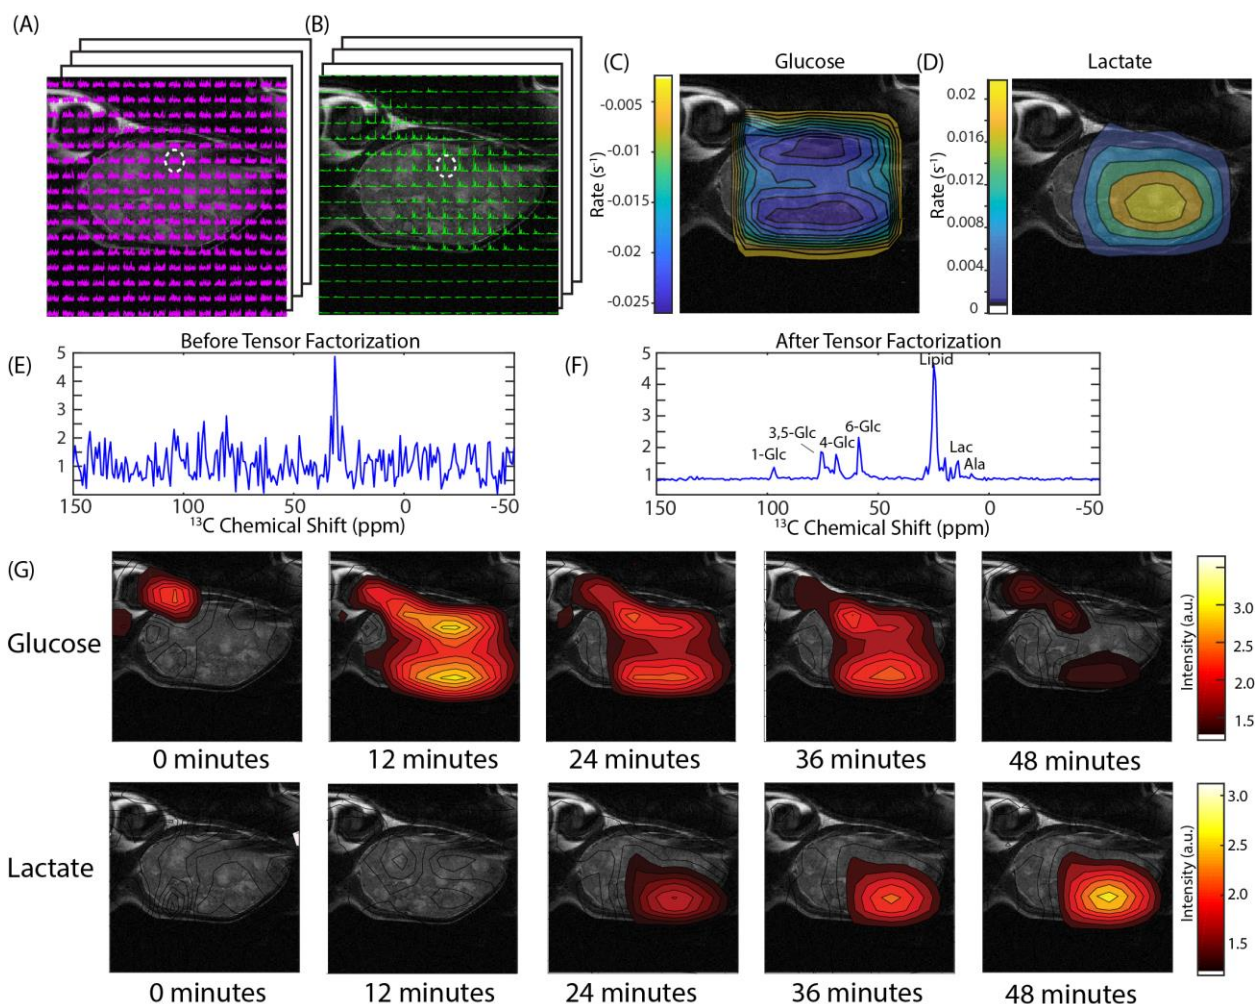 (A)
(B)
(C)
Glucose
(D)
Lactate
Rate (s⁻¹)
-0.005
-0.01
-0.015
-0.02
-0.025
Rate (s⁻¹)
0.02
0.016
0.012
0.008
0.004
0
(E)
Before Tensor Factorization
5
4
3
2
1
150
100
50
0
-50
¹³C Chemical Shift (ppm)
(F)
After Tensor Factorization
5
4
3
2
1
Lipid
3,5-Glc
6-Glc
4-Glc
1-Glc
Lac
Ala
150
100
50
0
-50
¹³C Chemical Shift (ppm)
(G)
Glucose
0 minutes
12 minutes
24 minutes
36 minutes
48 minutes
Intensity (a.u.)
3.0
2.5
2.0
1.5
Lactate
0 minutes
12 minutes
24 minutes
36 minutes
48 minutes
Intensity (a.u.)
3.0
2.5
2.0
1.5